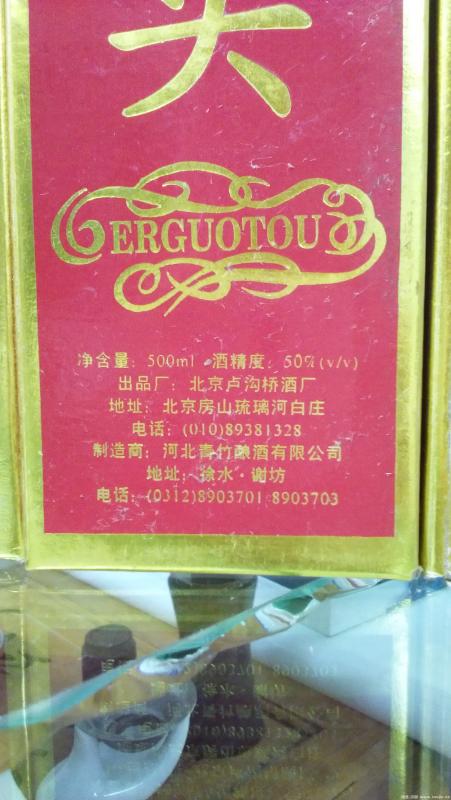 头
ERGUOTOU
净含量：500ml 酒精度：50%(v/v)
出品厂：北京卢沟桥酒厂
地址：北京房山琉璃河白庄
电话：(010)89381328
制造商：河北青竹酿酒有限公司
地址：徐水·谢坊
电话：(0312)8903701 8903703